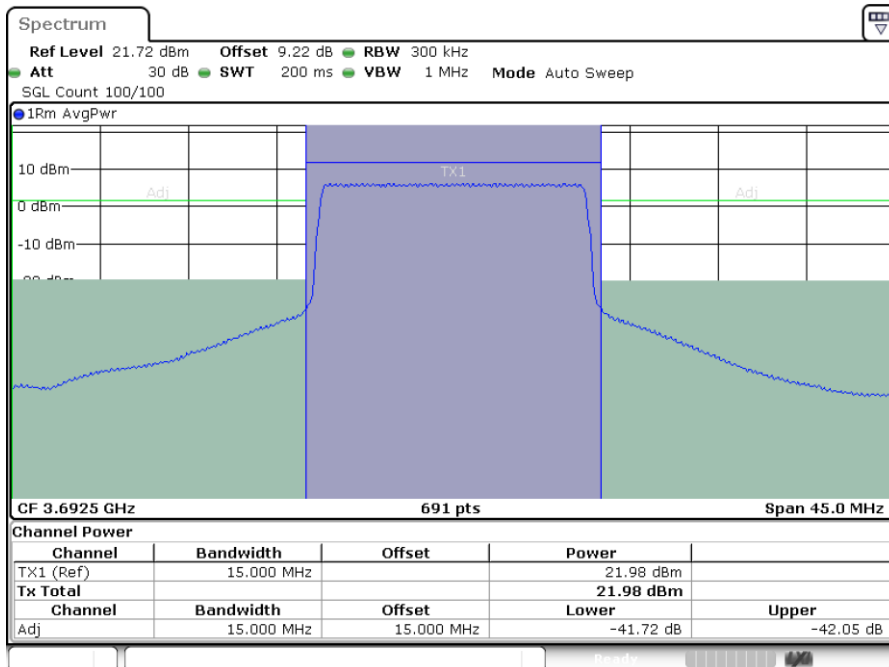 Spectrum
Ref Level 21.72 dBm Offset 9.22 dB RBW 300 kHz
Att 30 dB SWT 200 ms VBW 1 MHz Mode Auto Sweep
SGL Count 100/100
1Rm AvgPwr
10 dBm
TX1
Adj Adj
0 dBm
-10 dBm
CF 3.6925 GHz 691 pts Span 45.0 MHz
Channel Power
Channel Bandwidth Offset Power
TX1 (Ref) 15.000 MHz 21.98 dBm
Tx Total 21.98 dBm
Channel Bandwidth Offset Lower Upper
Adj 15.000 MHz 15.000 MHz -41.72 dB -42.05 dB
Ready